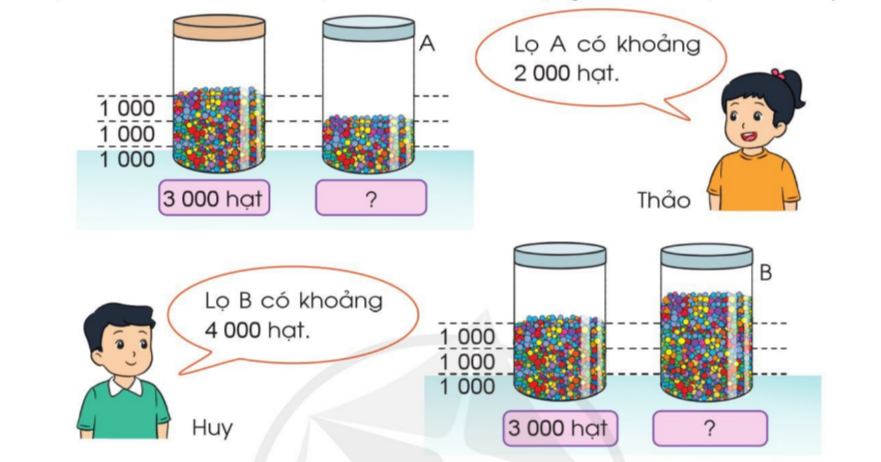 A
Lọ A có khoảng
2 000 hạt.
1 000
1 000
1 000
3 000 hạt
?
Thảo
Lọ B có khoảng
4 000 hạt.
Huy
B
1 000
1 000
1 000
3 000 hạt
?